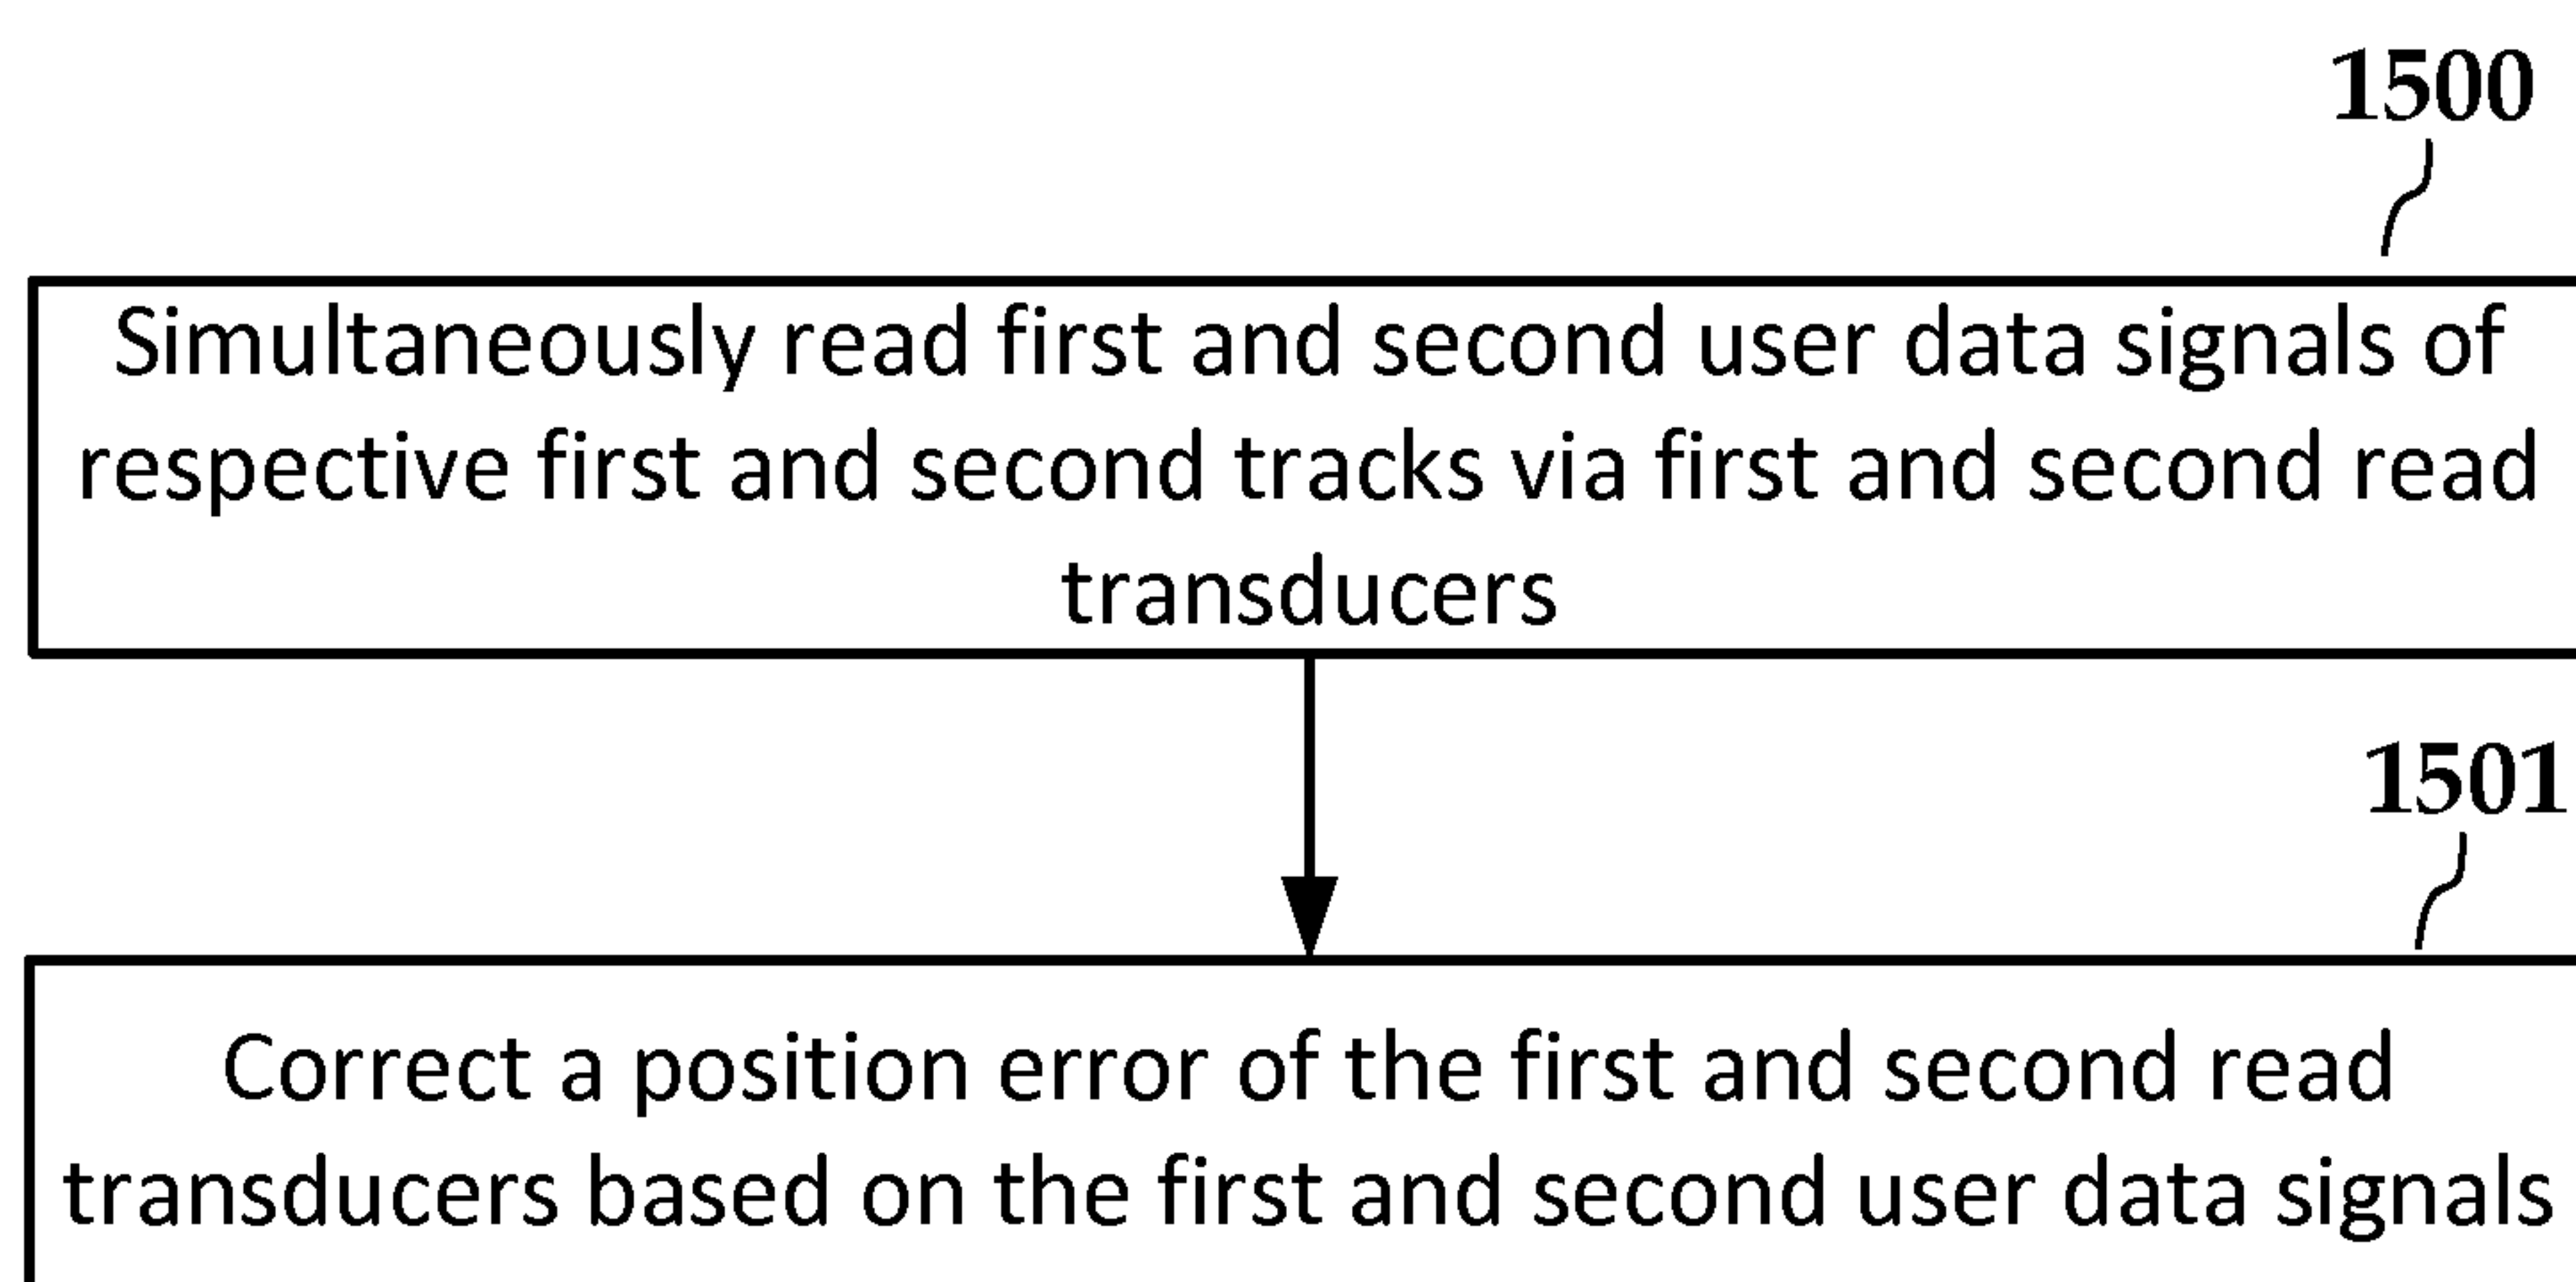 1500
Simultaneously read first and second user data signals of
respective first and second tracks via first and second read
transducers
1501
Correct a position error of the first and second read
transducers based on the first and second user data signals